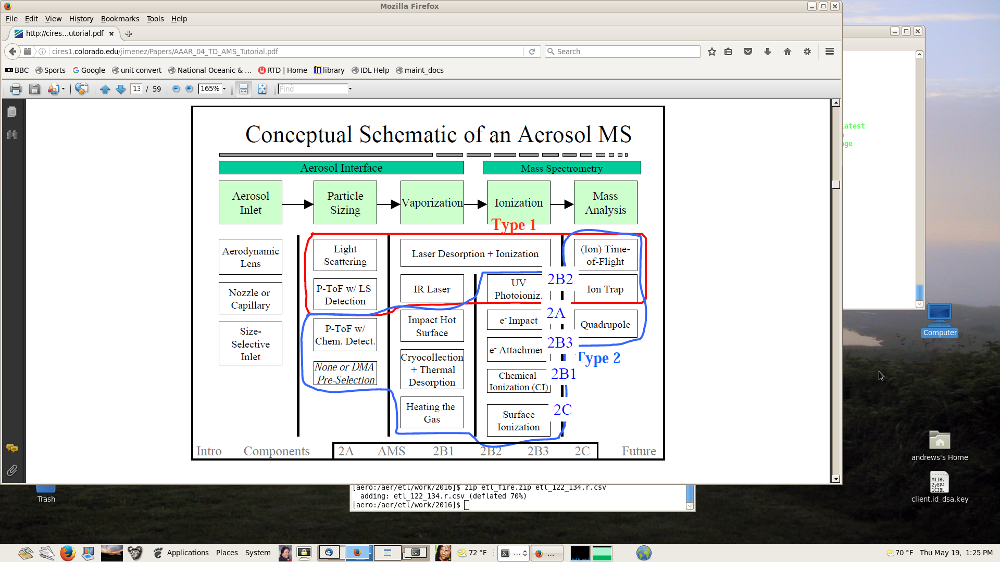 Mozilla Firefox
File Edit View History Bookmarks Tools Help
http://cires...utorial.pdf
cires1.colorado.edu/jimenez/Papers/AAAR_04_TD_AMS_Tutorial.pdf
Search
BBC Sports Google unit convert National Oceanic & ... RTD | Home library IDL Help maint_docs
13 / 59 165% Find
Conceptual Schematic of an Aerosol MS
Aerosol Interface
Mass Spectrometry
Aerosol
Inlet
Particle
Sizing
Vaporization
Ionization
Mass
Analysis
Type 1
Aerodynamic
Lens
Nozzle or
Capillary
Size-
Selective
Inlet
Light
Scattering
P-ToF w/ LS
Detection
P-ToF w/
Chem. Detect.
None or DMA
Pre-Selection
Laser Desorption + Ionization
IR Laser
Impact Hot
Surface
Cryocollection
+ Thermal
Desorption
Heating the
Gas
UV
Photoioniz.
e- Impact
e- Attachmen
Chemical
Ionization (CI)
Surface
Ionization
2B2
2A
2B3
2B1
2C
(Ion) Time-
of-Flight
Ion Trap
Quadrupole
Type 2
Intro Components 2A AMS 2B1 2B2 2B3 2C Future
Computer
andrews's Home
MIIBv
2y8P4
1C3BL
client.id_dsa.key
Trash
[aero:/aer/etl/work/2016]$ zip etl_fire.zip etl_122_134.r.csv
adding: etl_122_134.r.csv (deflated 70%)
[aero:/aer/etl/work/2016]$
Applications Places System 72 °F ... ... 70 °F Thu May 19, 1:25 PM